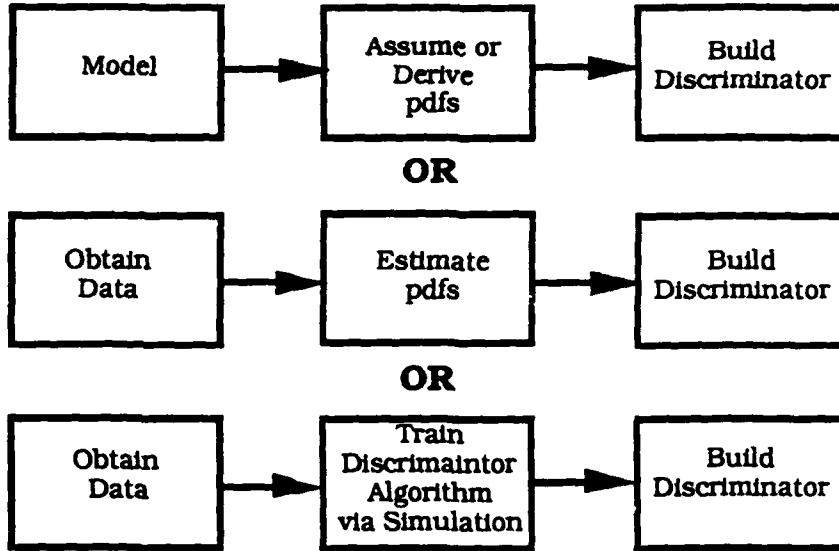 Model
Assume or
Derive
pdfs
Build
Discriminator
OR
Obtain
Data
Estimate
pdfs
Build
Discriminator
OR
Obtain
Data
Train
Discrimaintor
Algorithm
via Simulation
Build
Discriminator